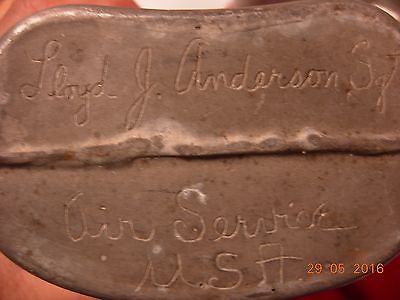 Lloyd J. Anderson Sgt
Air Service
U.S.A.
29 05 2016